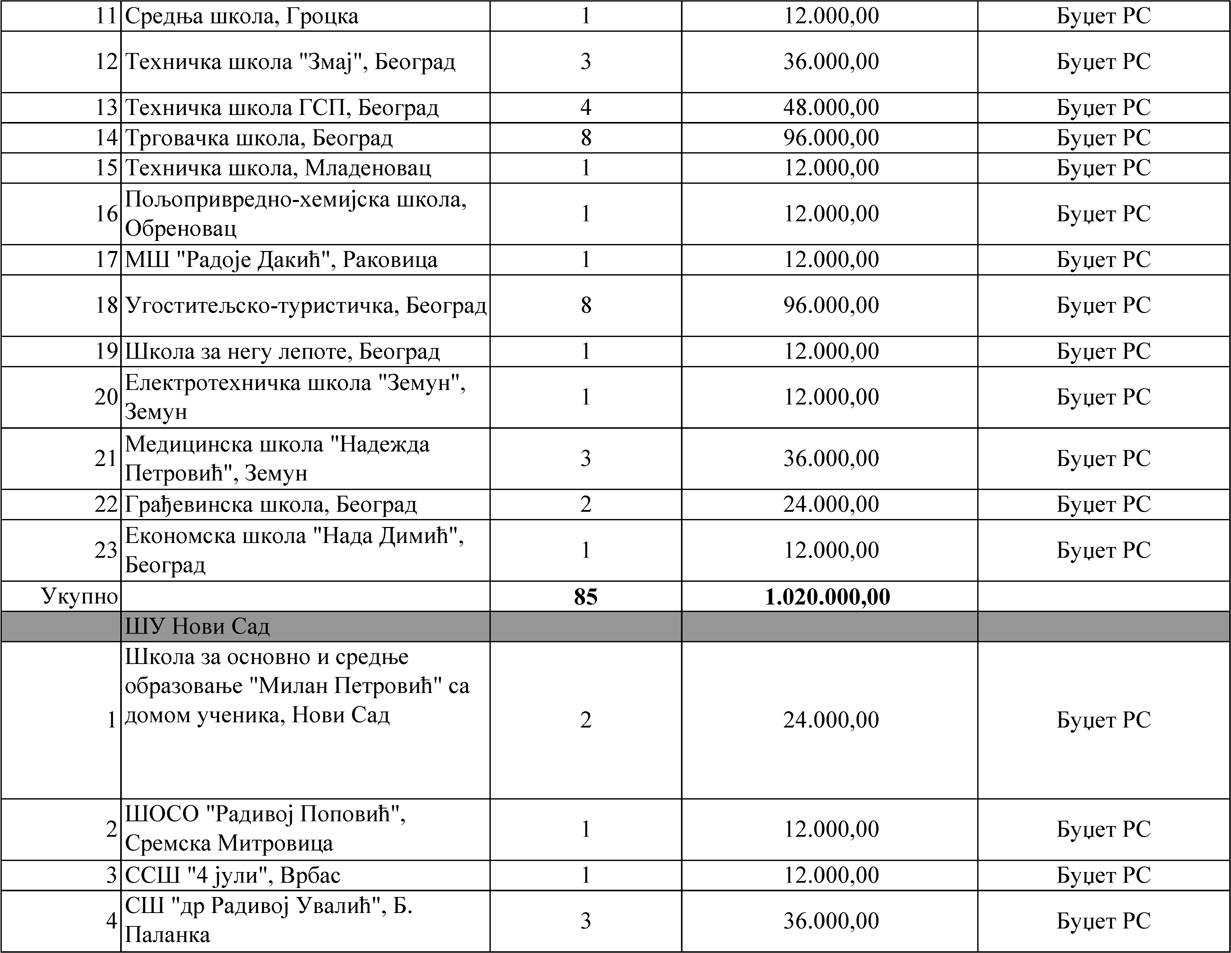 11 Средња школа, Гроцка 1 12.000,00 Буџет РС
12 Техничка школа "Змај", Београд 3 36.000,00 Буџет РС
13 Техничка школа ГСП, Београд 4 48.000,00 Буџет РС
14 Трговачка школа, Београд 8 96.000,00 Буџет РС
15 Техничка школа, Младеновац 1 12.000,00 Буџет РС
16 Пољопривредно-хемијска школа,
Обреновац 1 12.000,00 Буџет РС
17 МШ "Радоје Дакић", Раковица 1 12.000,00 Буџет РС
18 Угоститељско-туристичка, Београд 8 96.000,00 Буџет РС
19 Школа за негу лепоте, Београд 1 12.000,00 Буџет РС
20 Електротехничка школа "Земун",
Земун 1 12.000,00 Буџет РС
21 Медицинска школа "Надежда
Петровић", Земун 3 36.000,00 Буџет РС
22 Грађевинска школа, Београд 2 24.000,00 Буџет РС
23 Економска школа "Нада Димић",
Београд 1 12.000,00 Буџет РС
Укупно 85 1.020.000,00
ШУ Нови Сад
1 Школа за основно и средње
образовање "Милан Петровић" са
домом ученика, Нови Сад 2 24.000,00 Буџет РС
2 ШОСО "Радивој Поповић",
Сремска Митровица 1 12.000,00 Буџет РС
3 ССШ "4 јули", Врбас 1 12.000,00 Буџет РС
4 СШ "др Радивој Увалић", Б.
Паланка 3 36.000,00 Буџет РС